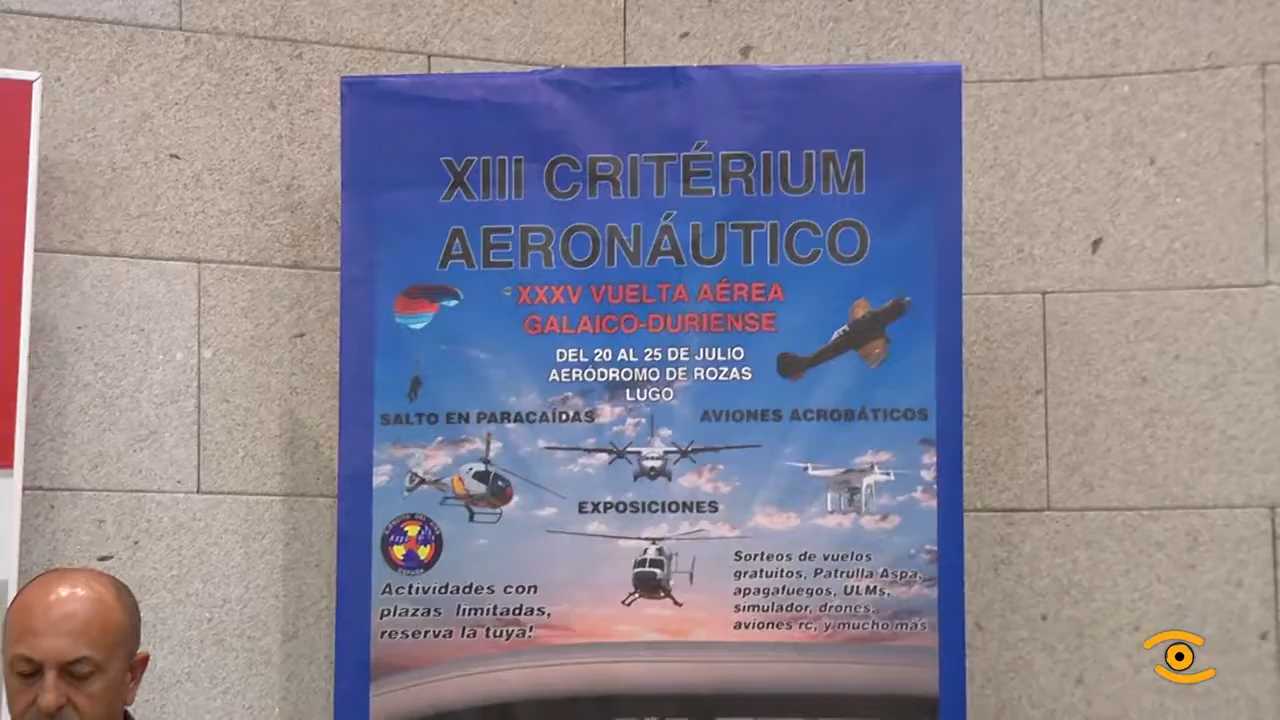 XIII CRITÉRIUM
AERONÁUTICO
XXXV VUELTA AÉREA
GALAICO-DURIENSE
DEL 20 AL 25 DE JULIO
AERÓDROMO DE ROZAS
LUGO
SALTO EN PARACAÍDAS
AVIONES ACROBÁTICOS
EXPOSICIONES
Actividades con
plazas limitadas,
reserva la tuya!
Sorteos de vuelos
gratuitos, Patrulla Aspa,
apagafuegos, ULMs,
simulador, drones,
aviones rc, y mucho más